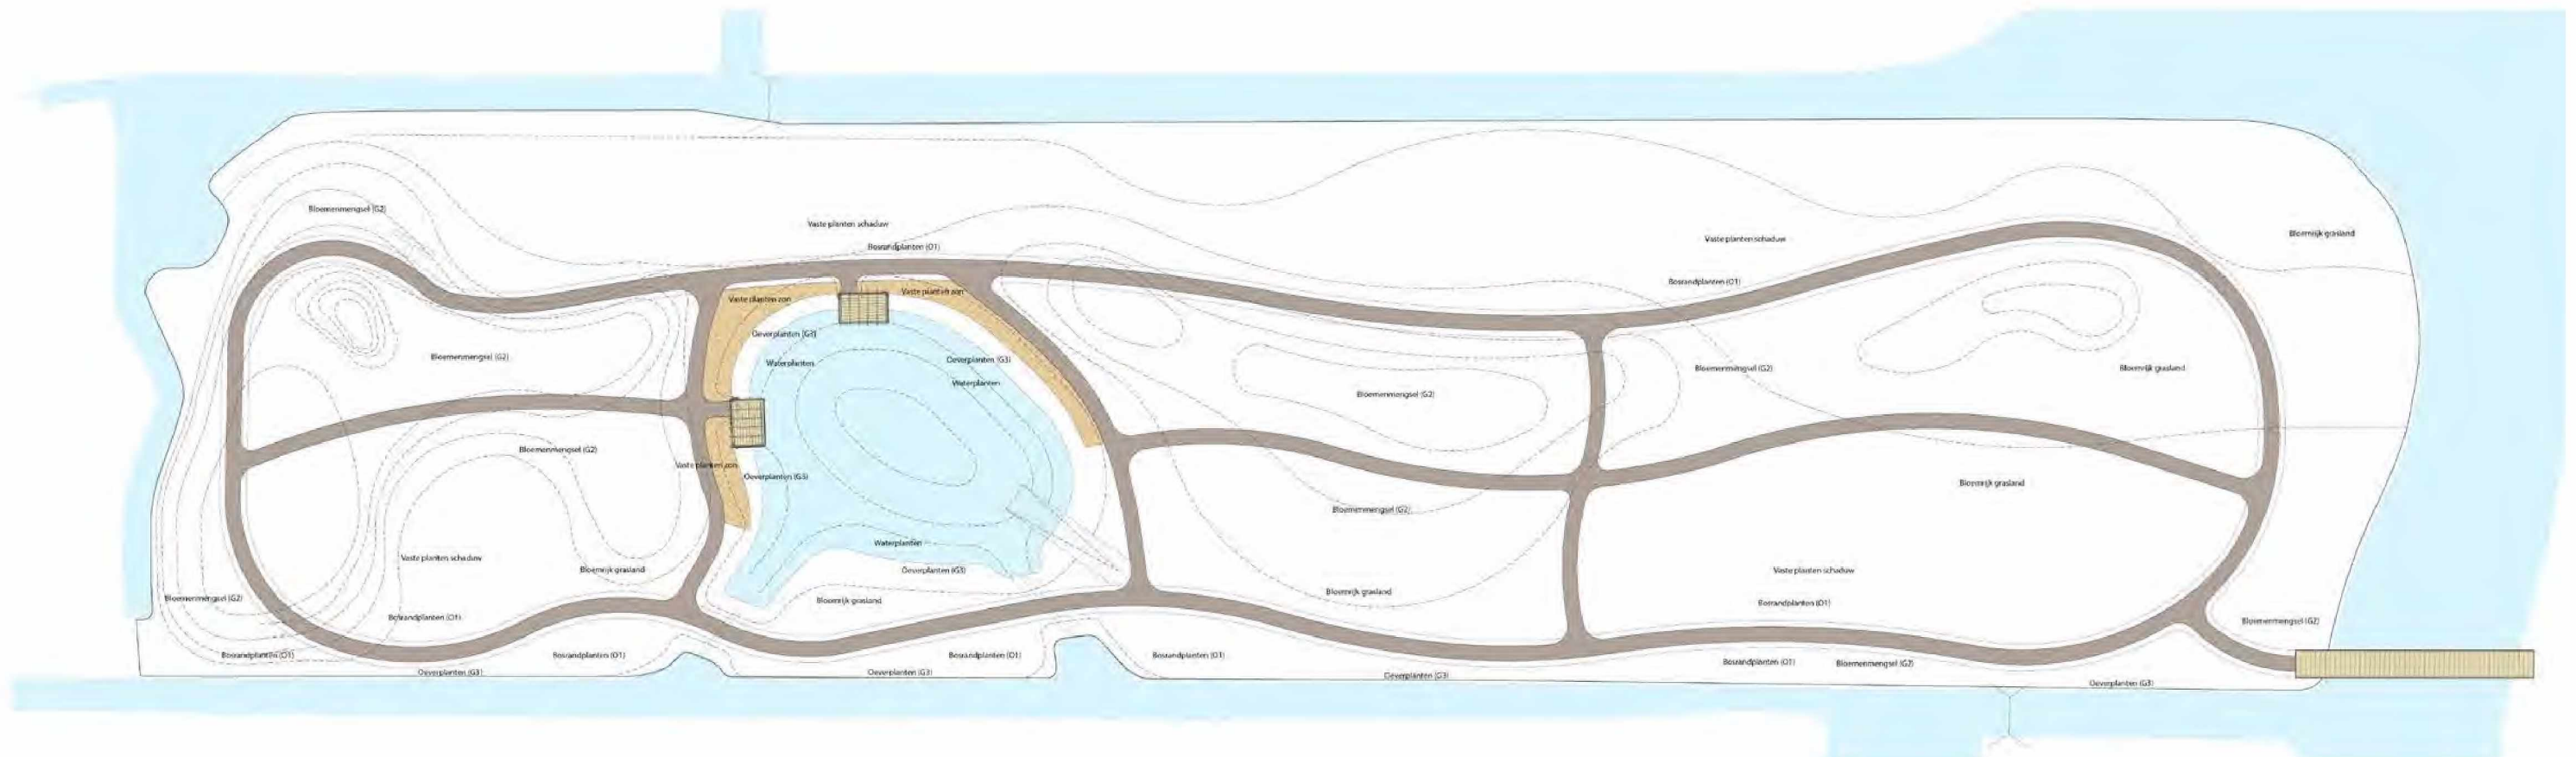 Bloemenmengsel (G2)
Vaste planten schaduw
Bosrandplanten (O1)
Vaste planten schaduw
Bloemrijk grasland
Bosrandplanten (O1)
Vaste planten zon
Vaste planten zon
Oeverplanten (G3)
Waterplanten
Oeverplanten (G3)
Waterplanten
Bloemenmengsel (G2)
Bloemenmengsel (G2)
Bloemenmengsel (G2)
Bloemrijk grasland
Bloemenmengsel (G2)
Vaste planten zon
Oeverplanten (G3)
Bloemenmengsel (G2)
Bloemrijk grasland
Waterplanten
Vaste planten schaduw
Bloemrijk grasland
Oeverplanten (G3)
Vaste planten schaduw
Bloemenmengsel (G2)
Bloemrijk grasland
Bloemrijk grasland
Bosrandplanten (O1)
Bosrandplanten (O1)
Bloemenmengsel (G2)
Bosrandplanten (O1)
Bosrandplanten (O1)
Bosrandplanten (O1)
Bosrandplanten (O1)
Bosrandplanten (O1)
Bloemenmengsel (G2)
Oeverplanten (G3)
Oeverplanten (G3)
Oeverplanten (G3)
Oeverplanten (G3)